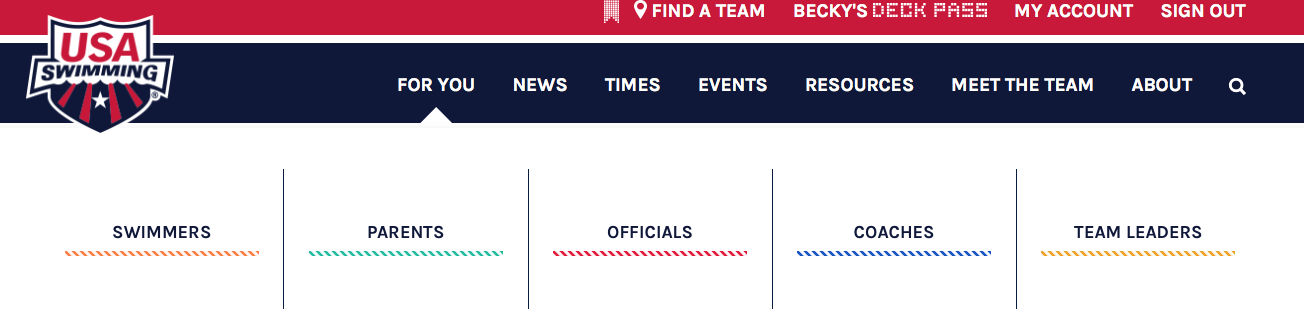 FIND A TEAM BECKY'S DECK PASS MY ACCOUNT SIGN OUT
USA
SWIMMING
®
FOR YOU NEWS TIMES EVENTS RESOURCES MEET THE TEAM ABOUT
SWIMMERS PARENTS OFFICIALS COACHES TEAM LEADERS